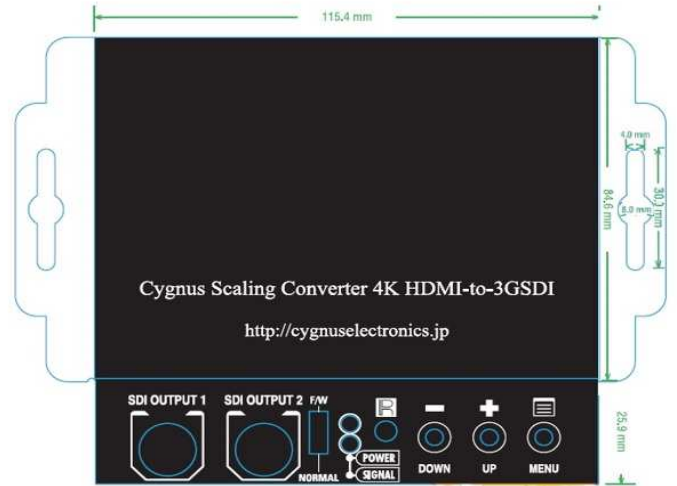 115.4 mm
4.0 mm
30.1 mm
8.0 mm
84.6 mm
Cygnus Scaling Converter 4K HDMI-to-3GSDI
http://cygnuselectronics.jp
SDI OUTPUT 1
SDI OUTPUT 2
F/W
NORMAL
R
POWER
SIGNAL
DOWN
UP
MENU
25.9 mm